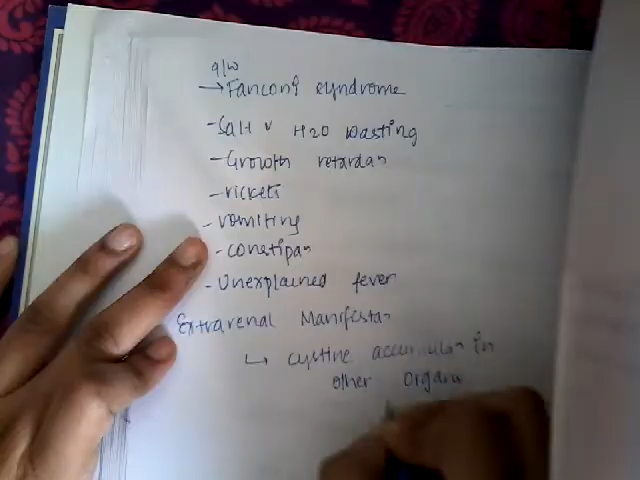 a/w
→ Fanconi syndrome
- Salt & H2O wasting
- Growth retardan
- rickets
- vomiting
- constipan
- Unexplained fever
Extrarenal Manifestan
↳ cystine accumulan in
other organs